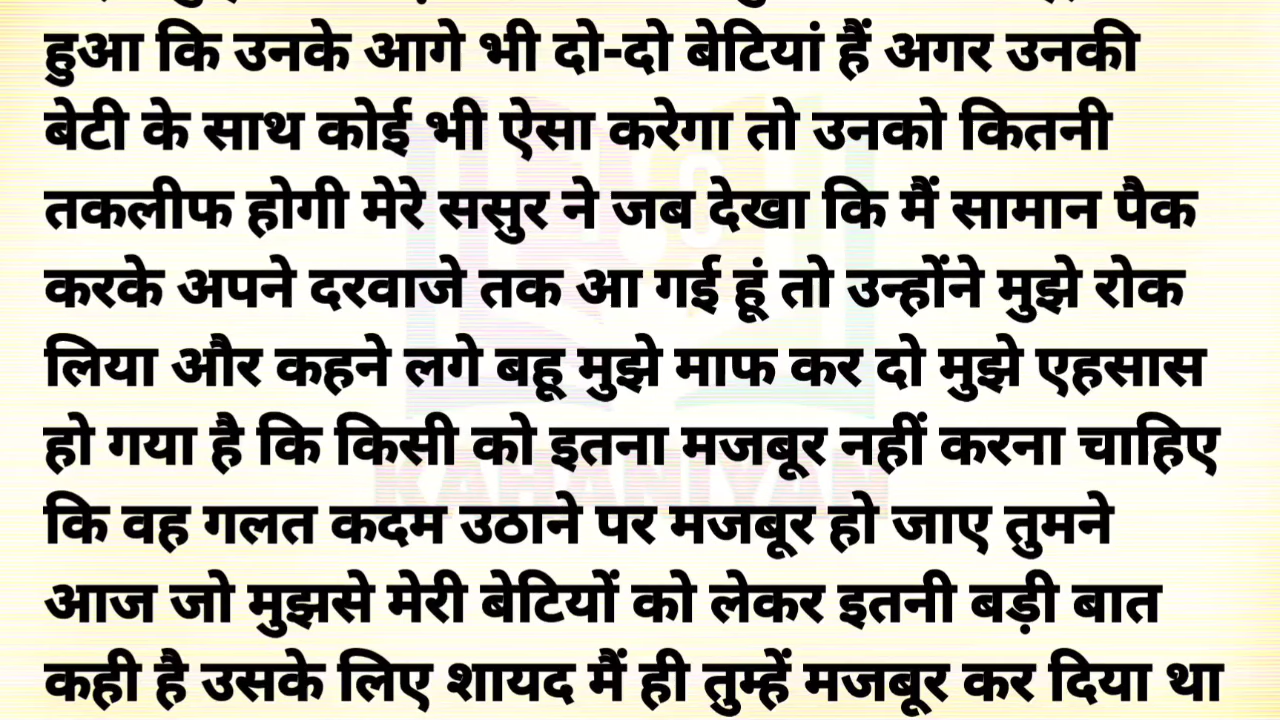 हुआ कि उनके आगे भी दो-दो बेटियां हैं अगर उनकी
बेटी के साथ कोई भी ऐसा करेगा तो उनको कितनी
तकलीफ होगी मेरे ससुर ने जब देखा कि मैं सामान पैक
करके अपने दरवाजे तक आ गई हूं तो उन्होंने मुझे रोक
लिया और कहने लगे बहू मुझे माफ कर दो मुझे एहसास
हो गया है कि किसी को इतना मजबूर नहीं करना चाहिए
KAHANIYAN
कि वह गलत कदम उठाने पर मजबूर हो जाए तुमने
आज जो मुझसे मेरी बेटियों को लेकर इतनी बड़ी बात
कही है उसके लिए शायद मैं ही तुम्हें मजबूर कर दिया था